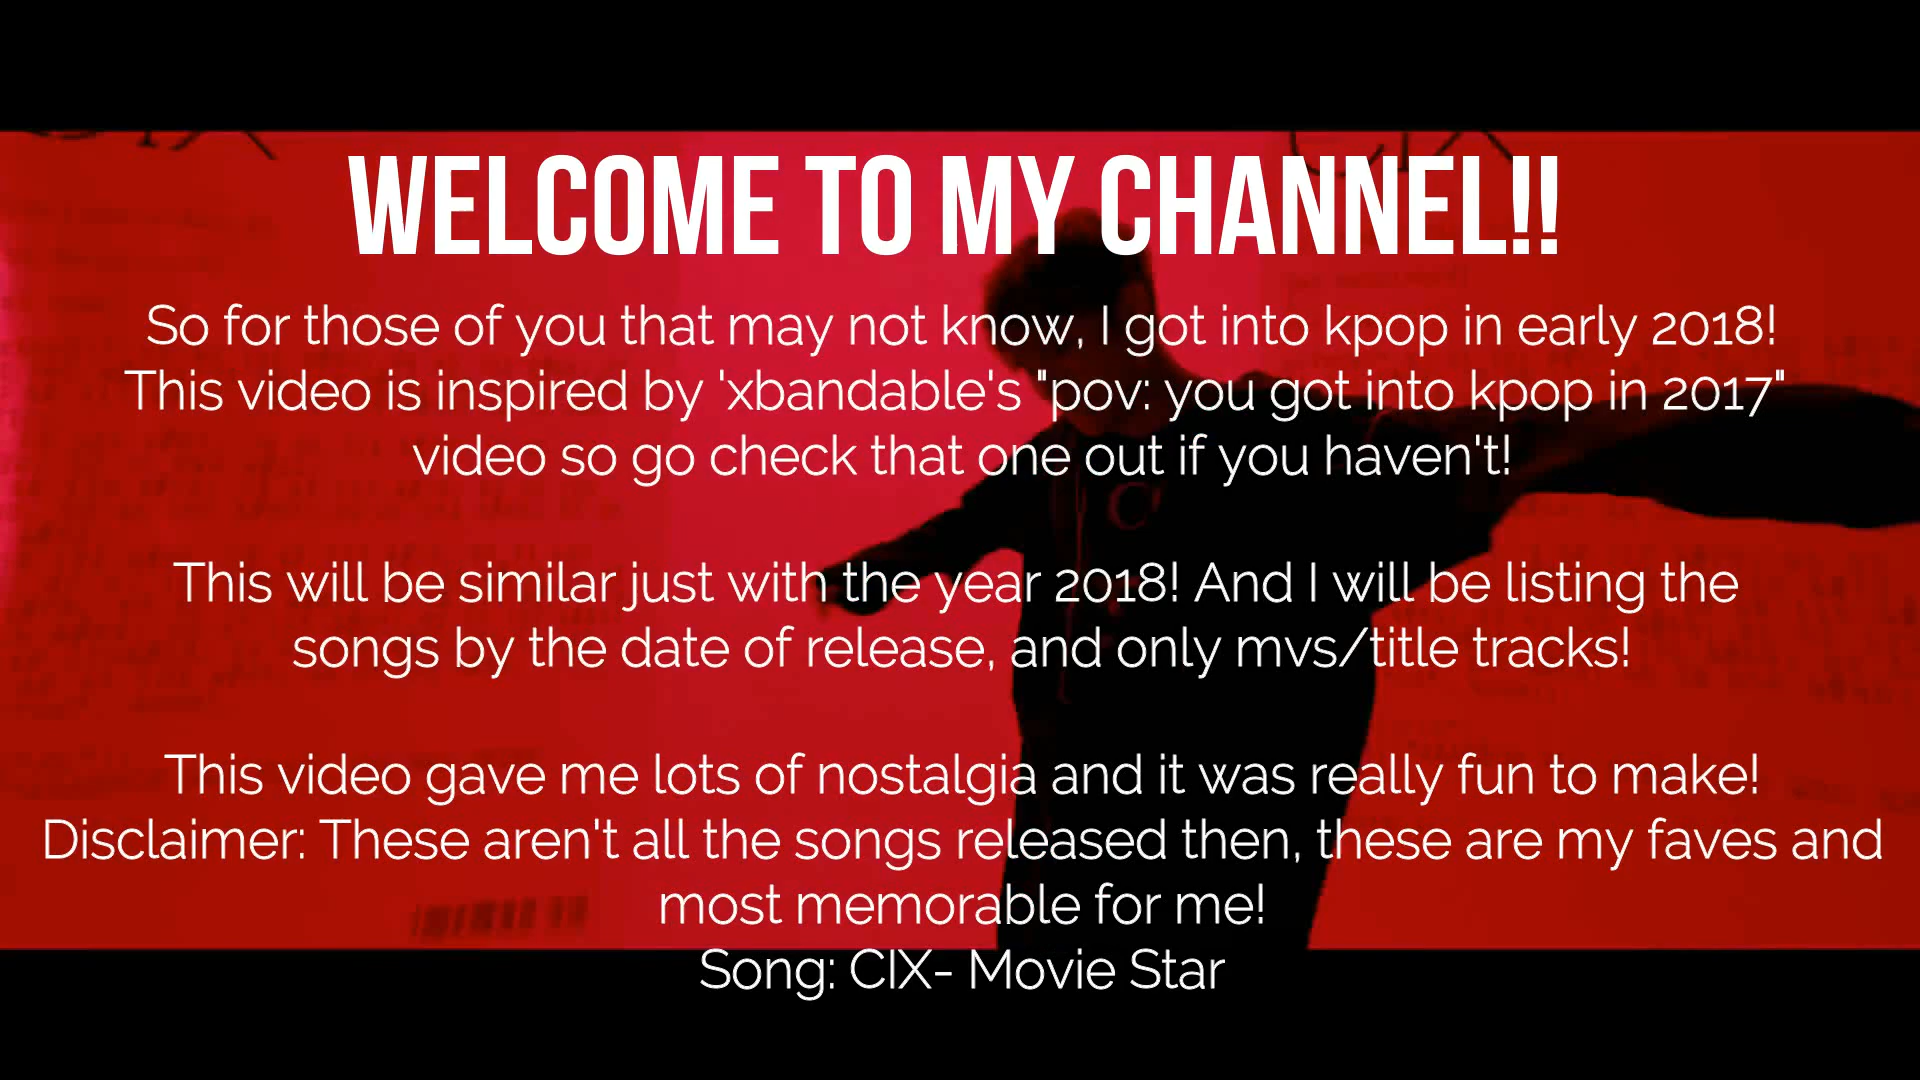 WELCOME TO MY CHANNEL!!
So for those of you that may not know, I got into kpop in early 2018!
This video is inspired by 'xbandable's "pov: you got into kpop in 2017"
video so go check that one out if you haven't!
This will be similar just with the year 2018! And I will be listing the
songs by the date of release, and only mvs/title tracks!
This video gave me lots of nostalgia and it was really fun to make!
Disclaimer: These aren't all the songs released then, these are my faves and
most memorable for me!
Song: CIX- Movie Star